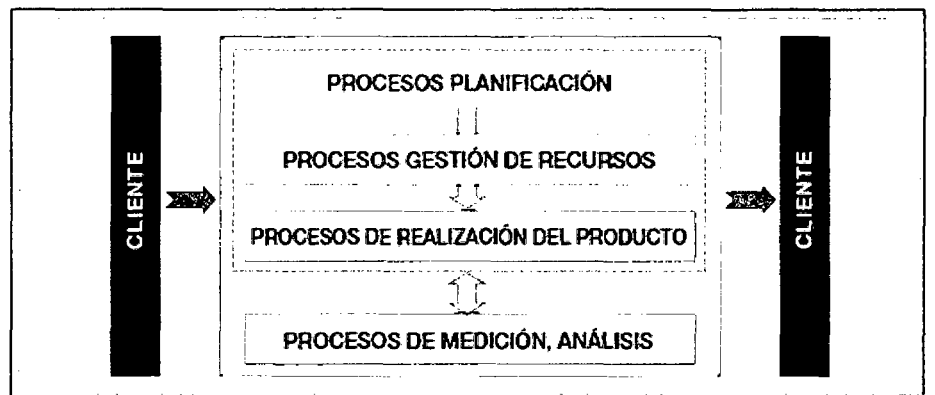 CLIENTE
PROCESOS PLANIFICACIÓN
PROCESOS GESTIÓN DE RECURSOS
PROCESOS DE REALIZACIÓN DEL PRODUCTO
PROCESOS DE MEDICIÓN, ANÁLISIS
CLIENTE